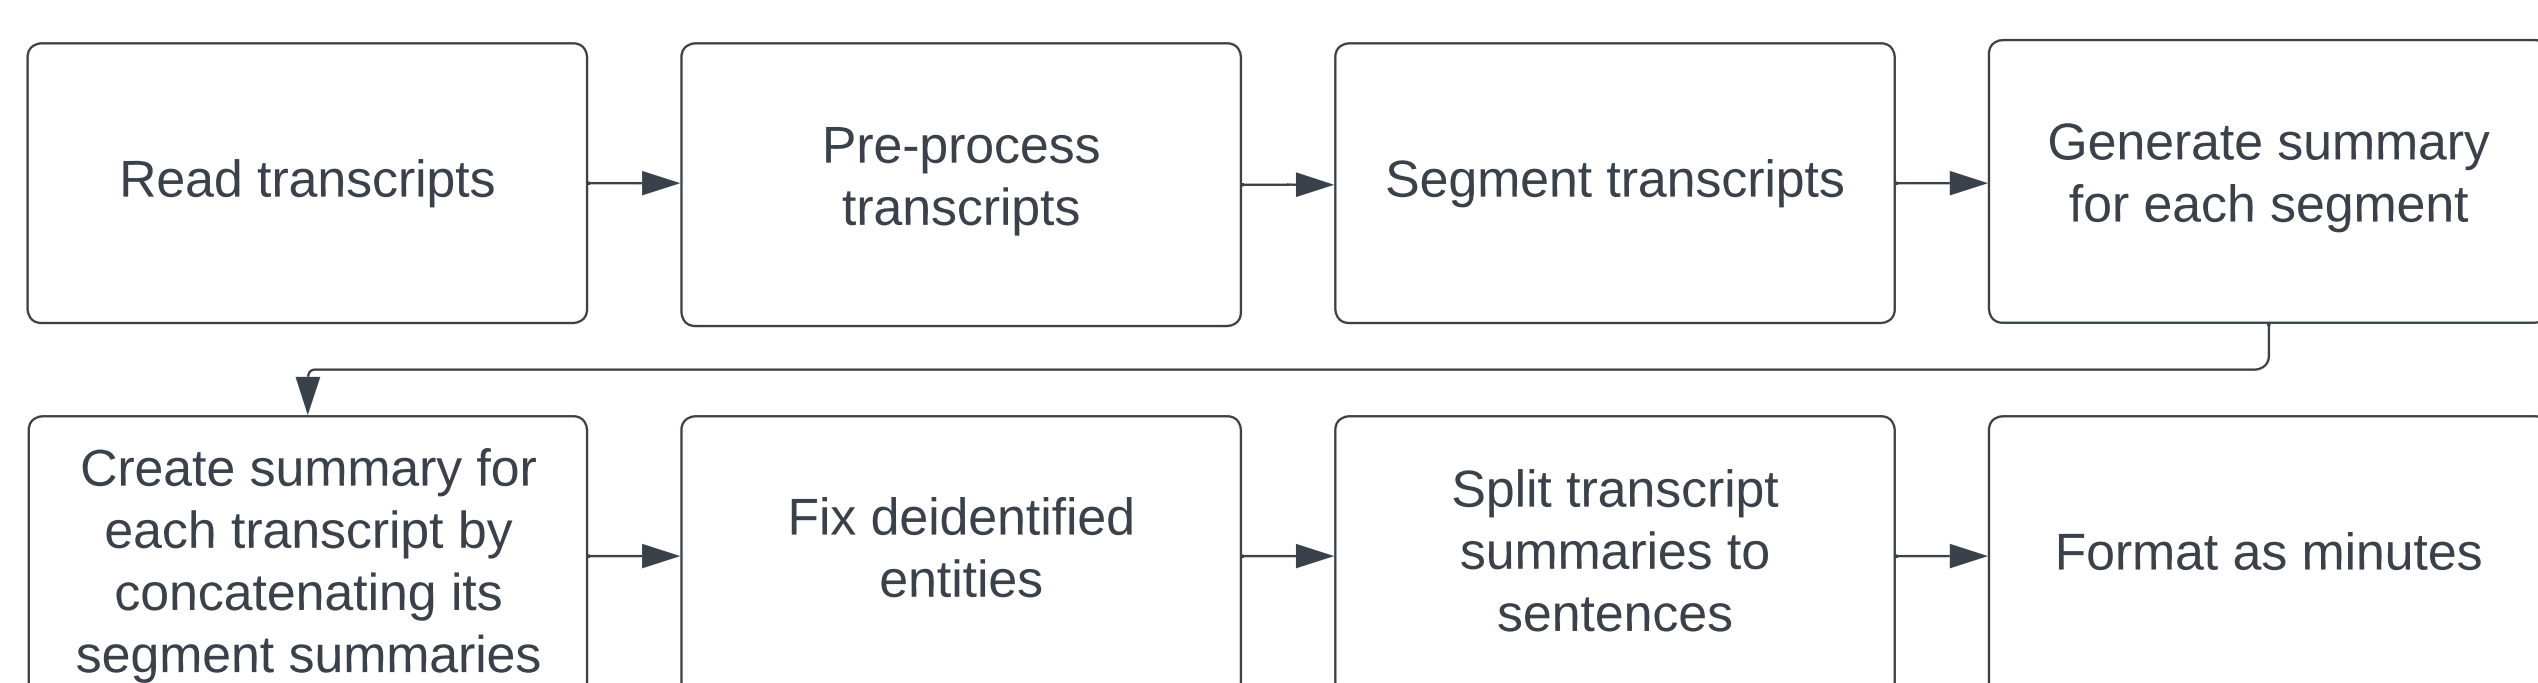 Read transcripts
Pre-process
transcripts
Segment transcripts
Generate summary
for each segment
Create summary for
each transcript by
concatenating its
segment summaries
Fix deidentified
entities
Split transcript
summaries to
sentences
Format as minutes